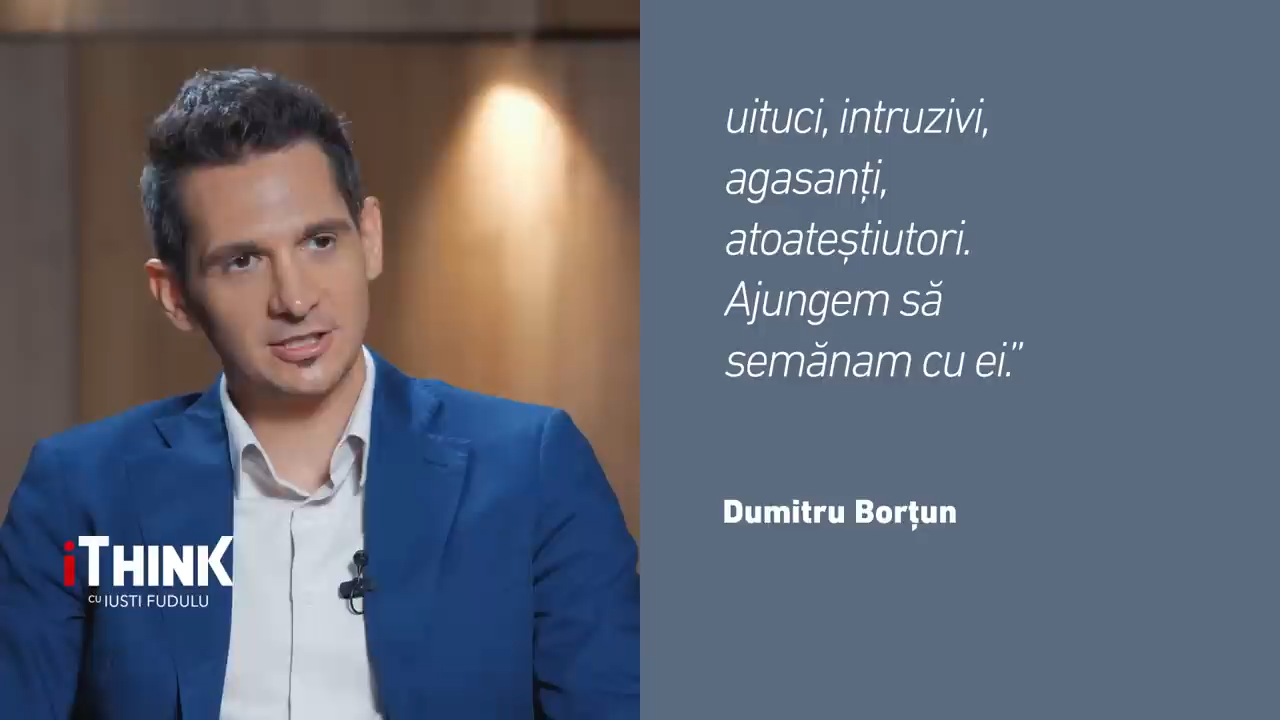 uituci, intruzivi,
agasanți,
atoateștiutori.
Ajungem să
semănam cu ei.”
Dumitru Borțun
iTHINK
CU IUSTI FUDULU